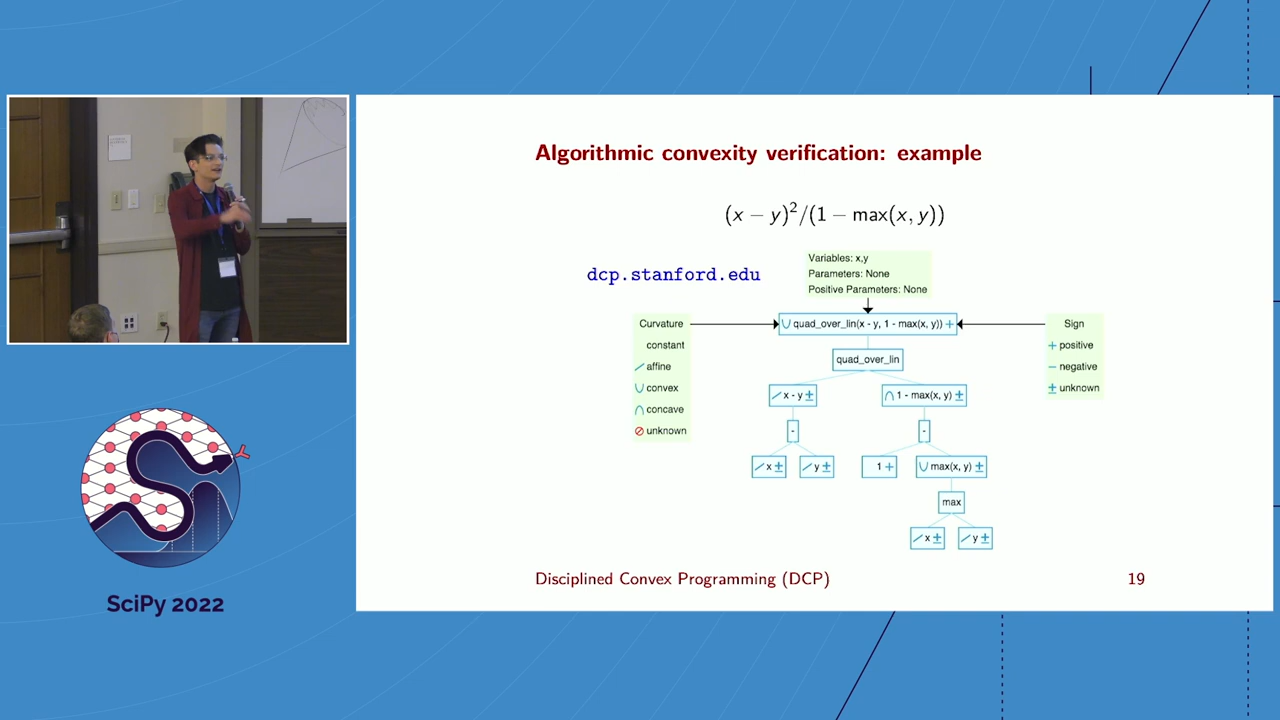 Algorithmic convexity verification: example
(x − y)²/(1 − max(x, y))
dcp.stanford.edu
Variables: x,y
Parameters: None
Positive Parameters: None
Curvature
constant
affine
convex
concave
unknown
∪ quad_over_lin(x - y, 1 - max(x, y)) +
Sign
+ positive
− negative
± unknown
quad_over_lin
x - y ±
∩ 1 - max(x, y) ±
-
-
x ±
y ±
1 +
∪ max(x, y) ±
max
x ±
y ±
Disciplined Convex Programming (DCP)
19
SciPy 2022